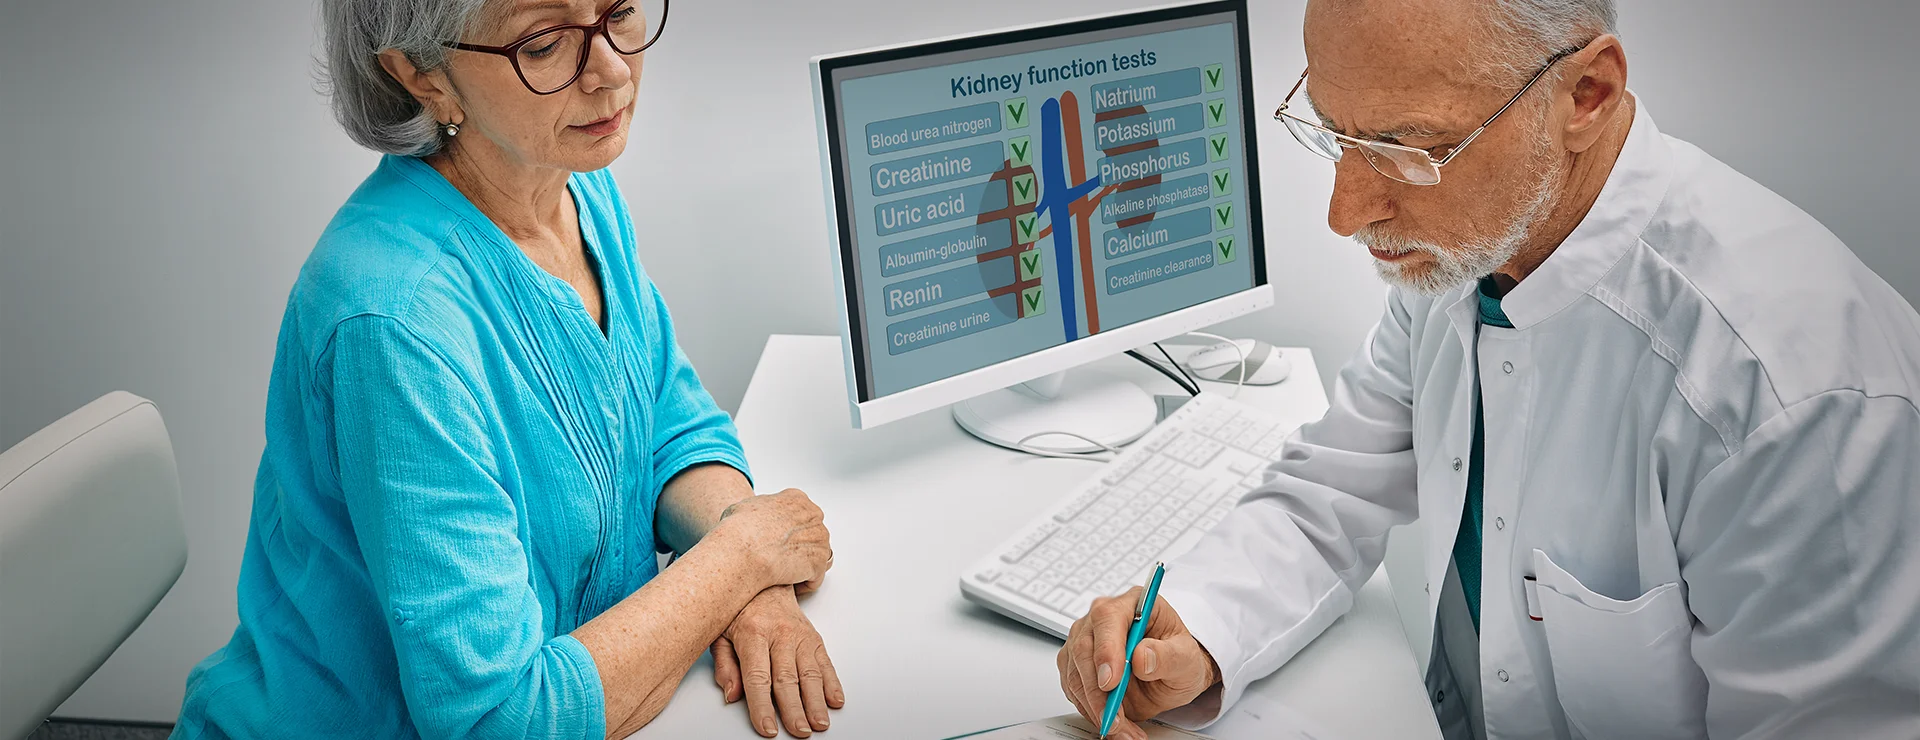 Kidney function tests
Blood urea nitrogen
Creatinine
Uric acid
Albumin-globulin
Renin
Creatinine urine
Natrium
Potassium
Phosphorus
Alkaline phosphatase
Calcium
Creatinine clearance